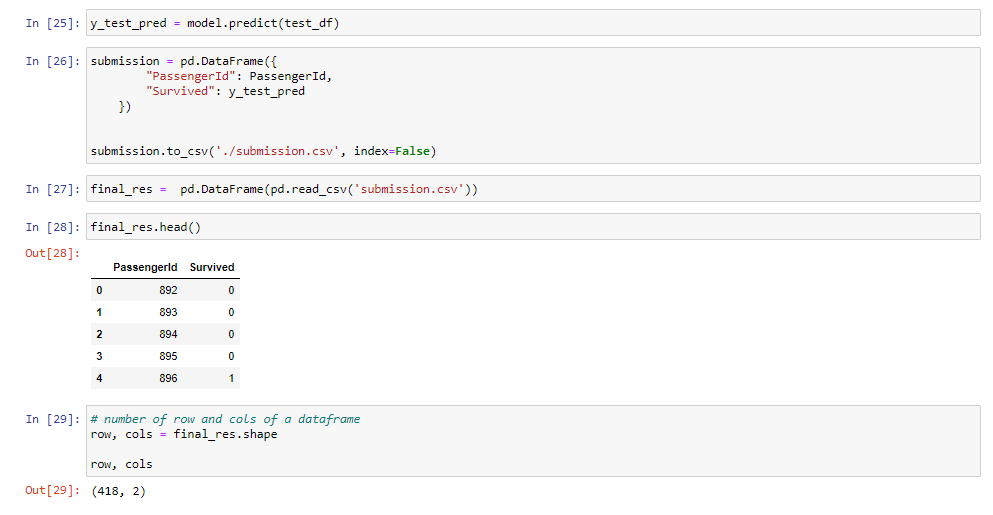 In [25]: y_test_pred = model.predict(test_df)
In [26]: submission = pd.DataFrame({
        "PassengerId": PassengerId,
        "Survived": y_test_pred
    })
submission.to_csv('./submission.csv', index=False)
In [27]: final_res =  pd.DataFrame(pd.read_csv('submission.csv'))
In [28]: final_res.head()
Out[28]:
PassengerId Survived
0 892 0
1 893 0
2 894 0
3 895 0
4 896 1
In [29]: # number of row and cols of a dataframe
row, cols = final_res.shape
row, cols
Out[29]: (418, 2)